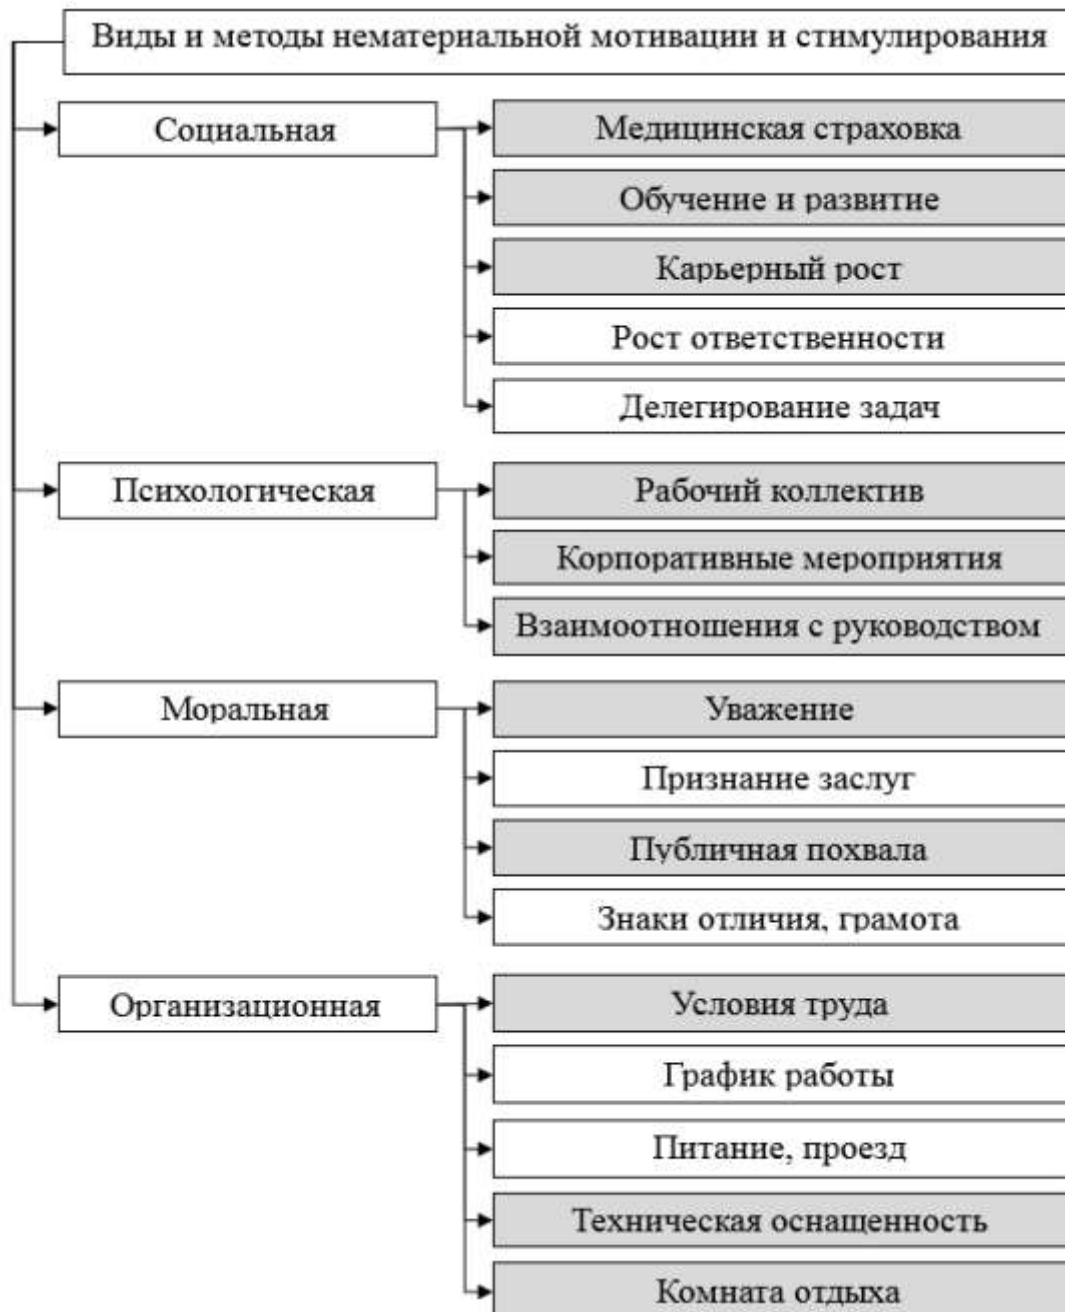 Виды и методы нематериальной мотивации и стимулирования
Социальная
Медицинская страховка
Обучение и развитие
Карьерный рост
Рост ответственности
Делегирование задач
Психологическая
Рабочий коллектив
Корпоративные мероприятия
Взаимоотношения с руководством
Моральная
Уважение
Признание заслуг
Публичная похвала
Знаки отличия, грамота
Организационная
Условия труда
График работы
Питание, проезд
Техническая оснащенность
Комната отдыха